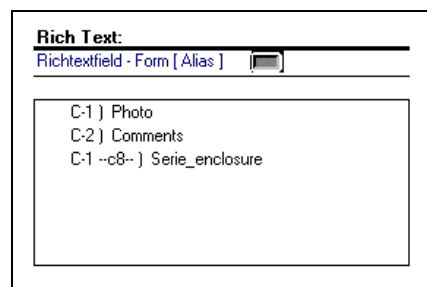 Rich Text:
Richtextfield - Form [ Alias ]
C-1 ) Photo
C-2 ) Comments
C-1 --c8-- ) Serie_enclosure